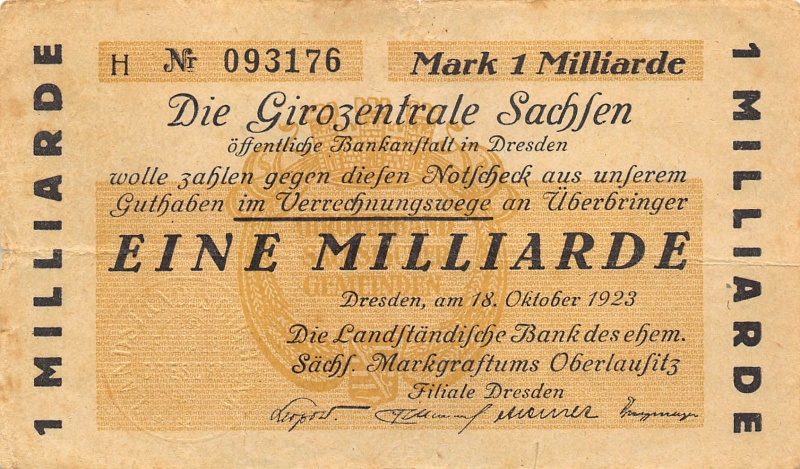 1 MILLIARDE
H № 093176
Mark 1 Milliarde
Die Girozentrale Sachſen
öffentliche Bankanſtalt in Dresden
wolle zahlen gegen dieſen Notſcheck aus unſerem
Guthaben im Verrechnungswege an Überbringer
EINE MILLIARDE
GEMEINDEN
Dresden, am 18. Oktober 1923
Die Landſtändiſche Bank des ehem.
Sächſ. Markgraftums Oberlauſitz
Filiale Dresden
1 MILLIARDE